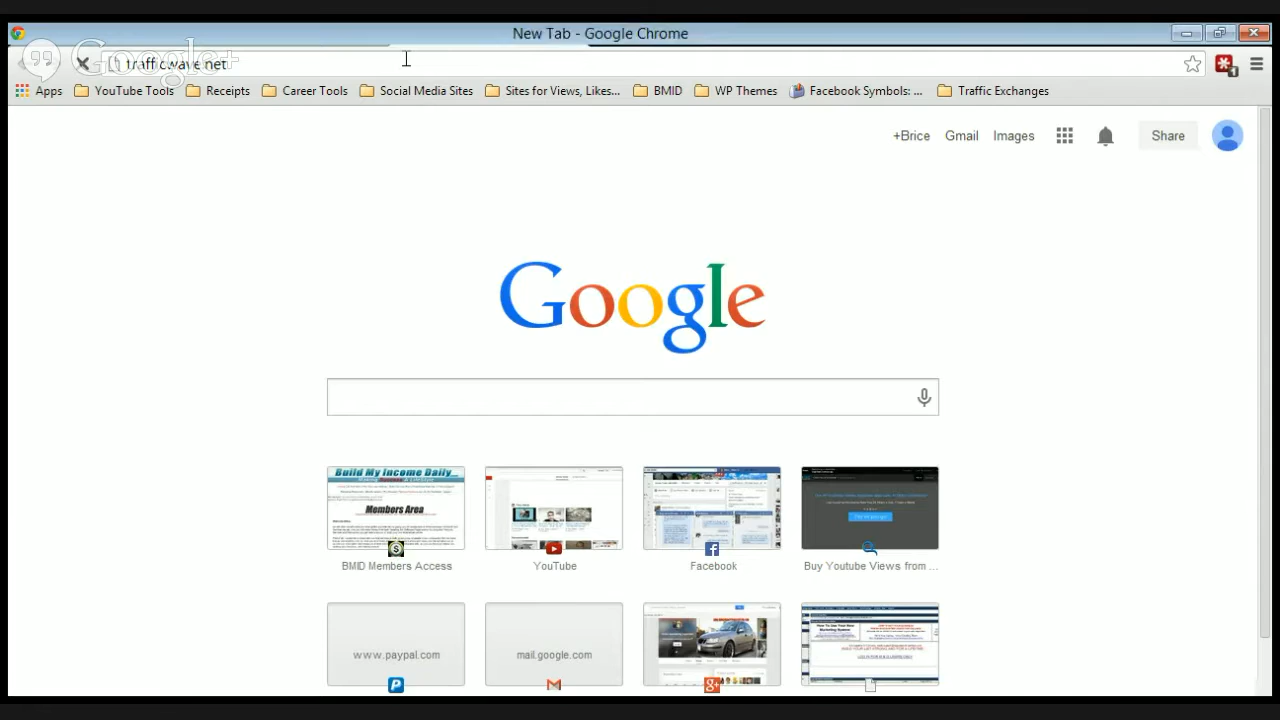 New Tab - Google Chrome
Google+
trafficwave.net
1
Apps YouTube Tools Receipts Career Tools Social Media Sites Sites for Views, Likes... BMID WP Themes Facebook Symbols: ... Traffic Exchanges
+Brice Gmail Images Share
Google
Build My Income Daily
Members Area
BMID Members Access YouTube Facebook Buy Youtube Views from ...
www.paypal.com mail.google.com